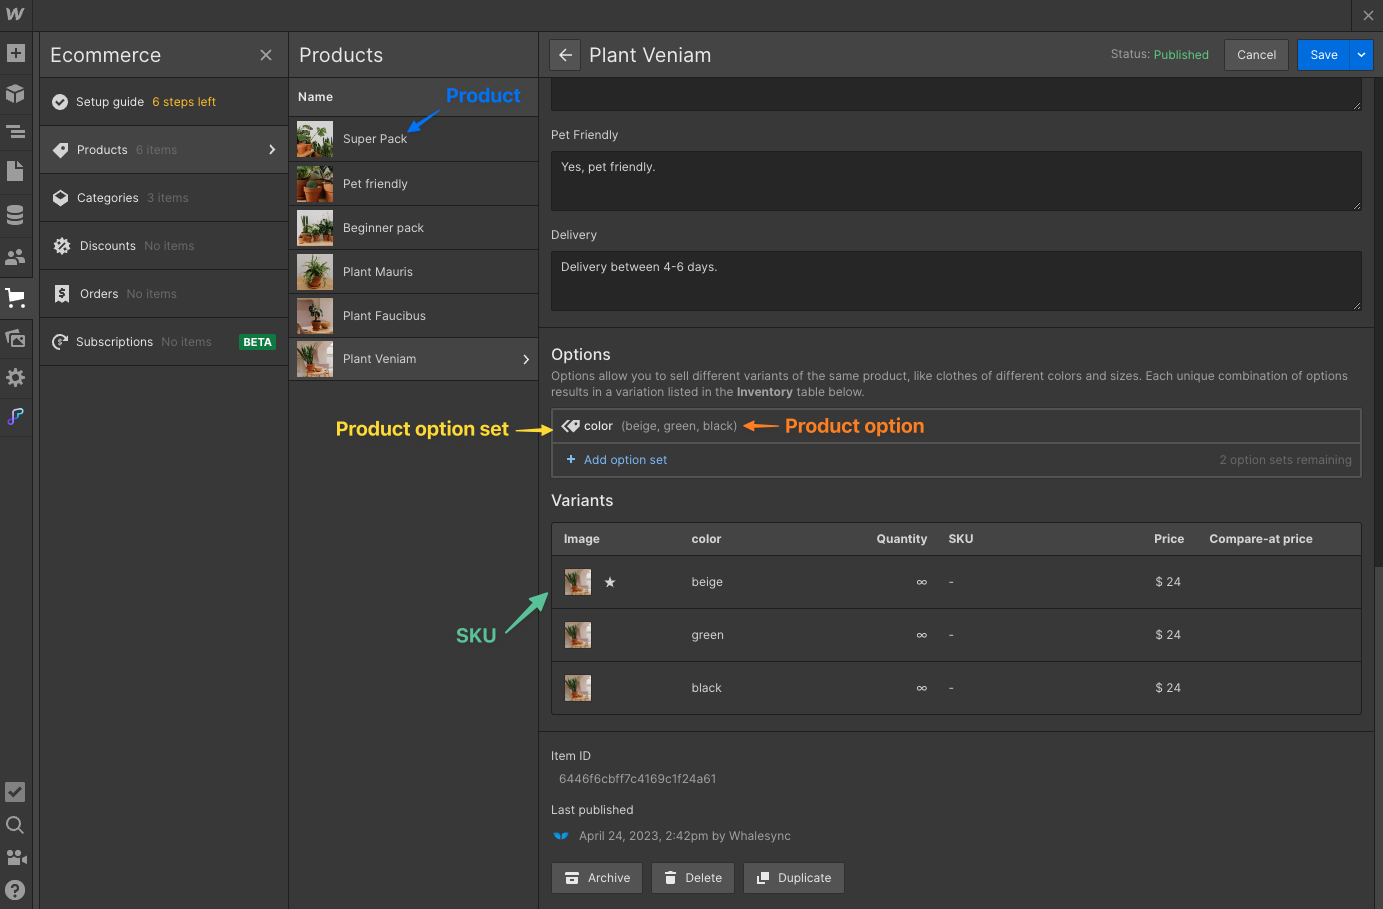 W
Ecommerce
Setup guide 6 steps left
Products 6 items
Categories 3 items
Discounts No items
Orders No items
Subscriptions No items BETA
Products
Name
Product
Super Pack
Pet friendly
Beginner pack
Plant Mauris
Plant Faucibus
Plant Veniam
Plant Veniam
Status: Published
Cancel
Save
Pet Friendly
Yes, pet friendly.
Delivery
Delivery between 4-6 days.
Options
Options allow you to sell different variants of the same product, like clothes of different colors and sizes. Each unique combination of options
results in a variation listed in the Inventory table below.
Product option set
color (beige, green, black)
Product option
+ Add option set
2 option sets remaining
Variants
Image color Quantity SKU Price Compare-at price
★ beige ∞ - $ 24
SKU
green ∞ - $ 24
black ∞ - $ 24
Item ID
6446f6cbff7c4169c1f24a61
Last published
April 24, 2023, 2:42pm by Whalesync
Archive
Delete
Duplicate